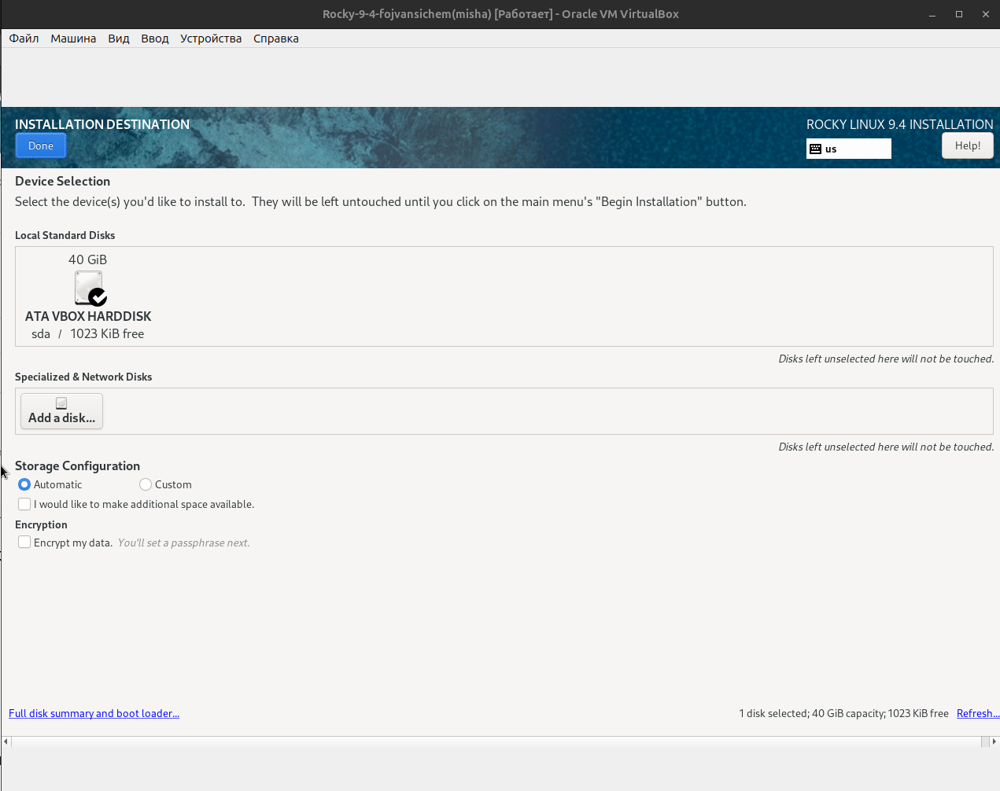 Rocky-9-4-fojvansichem(misha) [Работает] - Oracle VM VirtualBox
Файл Машина Вид Ввод Устройства Справка
INSTALLATION DESTINATION
ROCKY LINUX 9.4 INSTALLATION
Done
us
Help!
Device Selection
Select the device(s) you'd like to install to. They will be left untouched until you click on the main menu's "Begin Installation" button.
Local Standard Disks
40 GiB
ATA VBOX HARDDISK
sda / 1023 KiB free
Disks left unselected here will not be touched.
Specialized & Network Disks
Add a disk...
Disks left unselected here will not be touched.
Storage Configuration
Automatic Custom
I would like to make additional space available.
Encryption
Encrypt my data. You'll set a passphrase next.
Full disk summary and boot loader...
1 disk selected; 40 GiB capacity; 1023 KiB free Refresh...